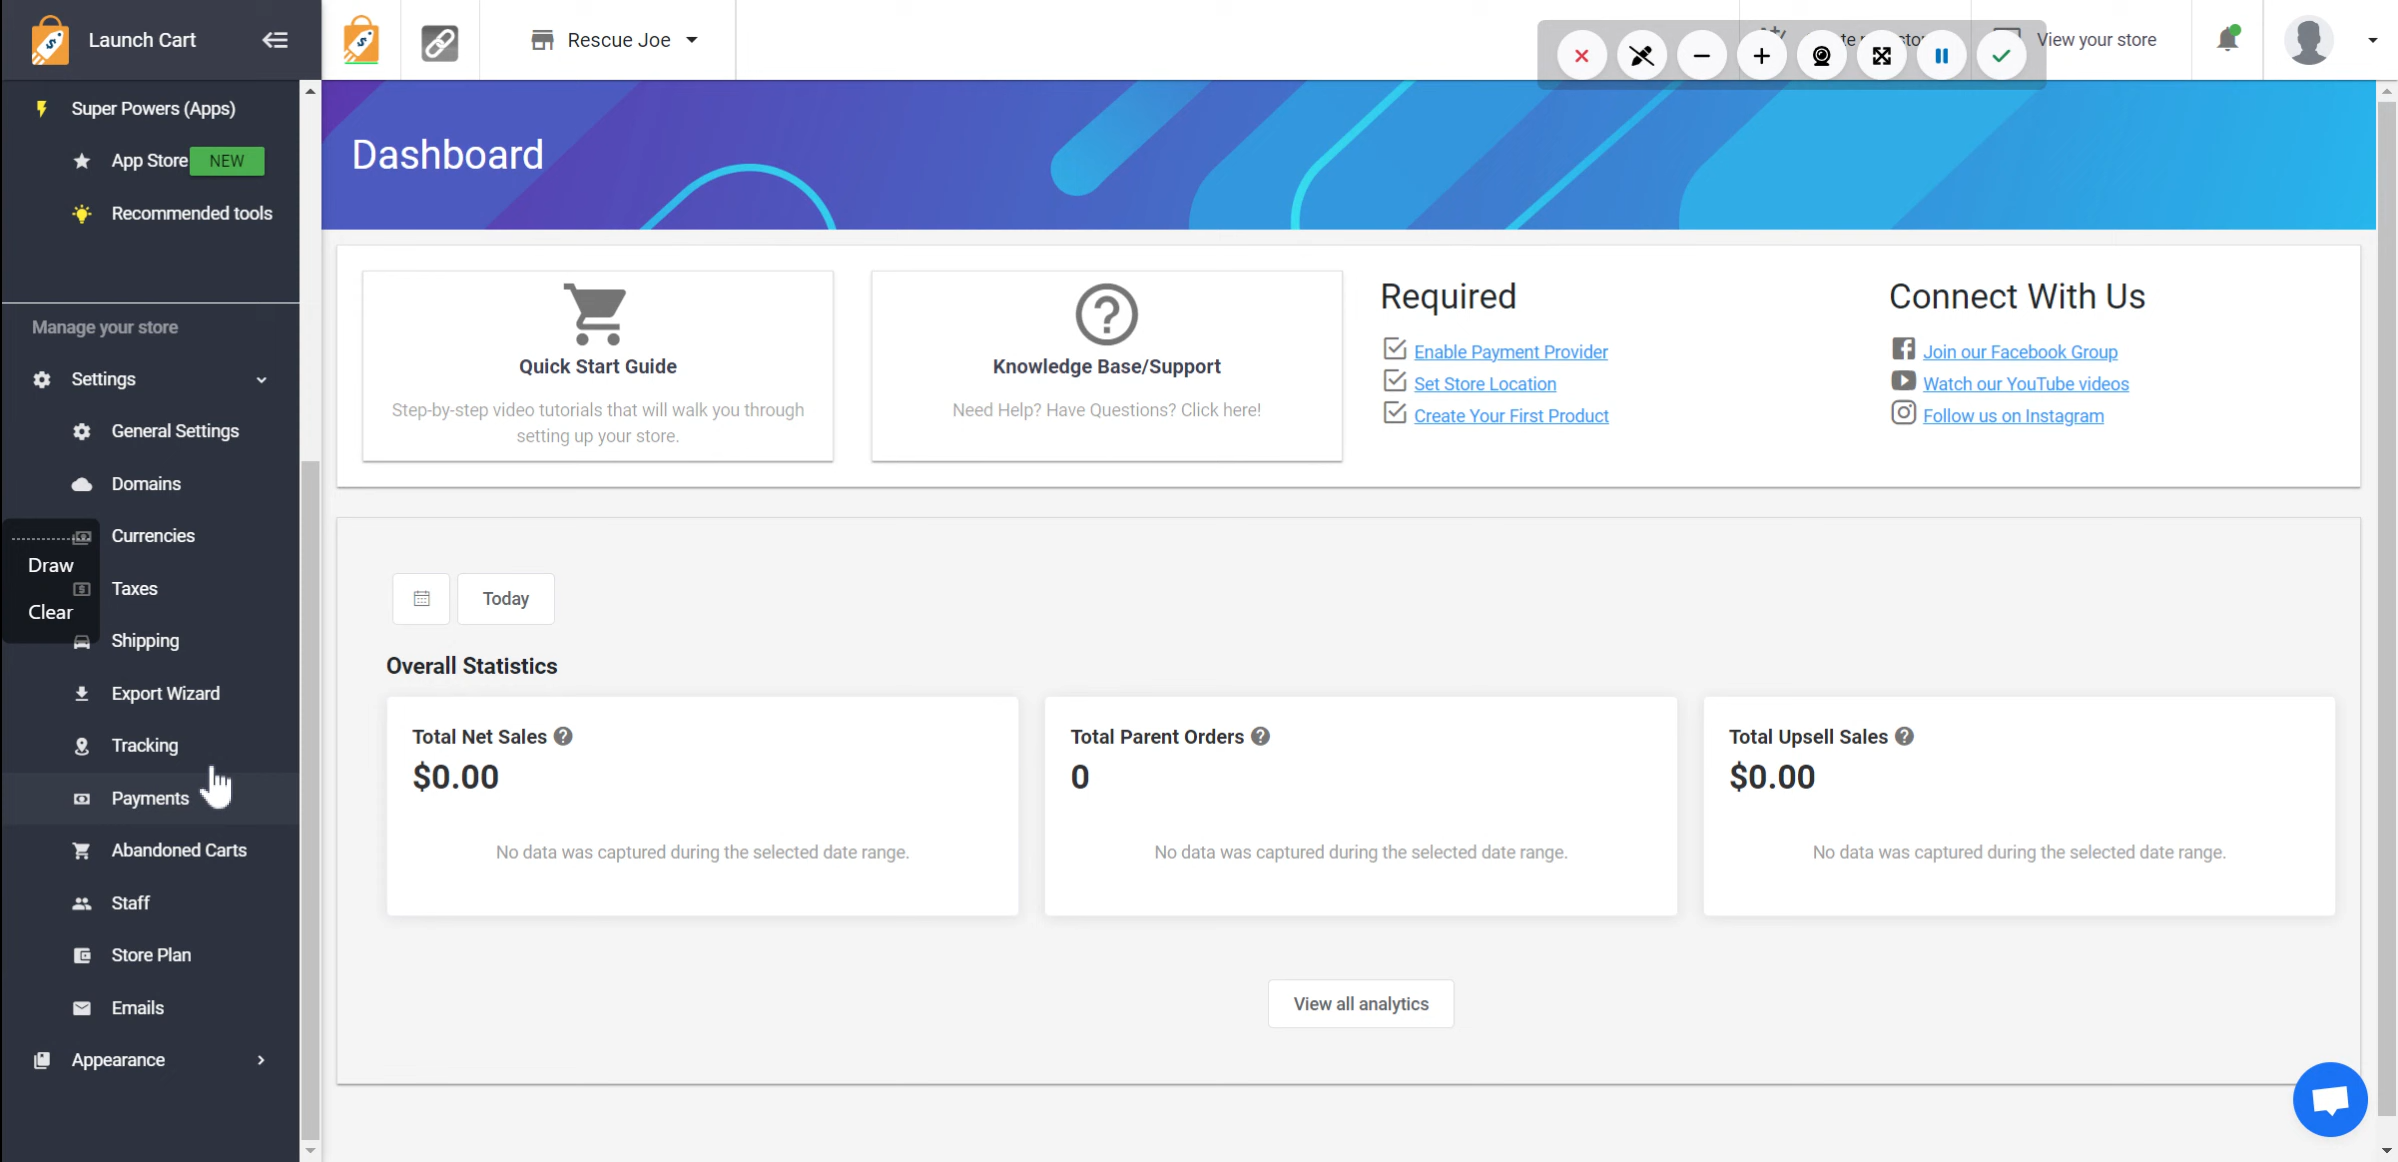 Launch Cart
Rescue Joe
View your store
Super Powers (Apps)
App Store NEW
Recommended tools
Manage your store
Settings
General Settings
Domains
Currencies
Taxes
Shipping
Export Wizard
Tracking
Payments
Abandoned Carts
Staff
Store Plan
Emails
Appearance
Draw
Clear
Dashboard
Quick Start Guide
Step-by-step video tutorials that will walk you through
setting up your store.
Knowledge Base/Support
Need Help? Have Questions? Click here!
Required
Enable Payment Provider
Set Store Location
Create Your First Product
Connect With Us
Join our Facebook Group
Watch our YouTube videos
Follow us on Instagram
Today
Overall Statistics
Total Net Sales
$0.00
No data was captured during the selected date range.
Total Parent Orders
0
No data was captured during the selected date range.
Total Upsell Sales
$0.00
No data was captured during the selected date range.
View all analytics